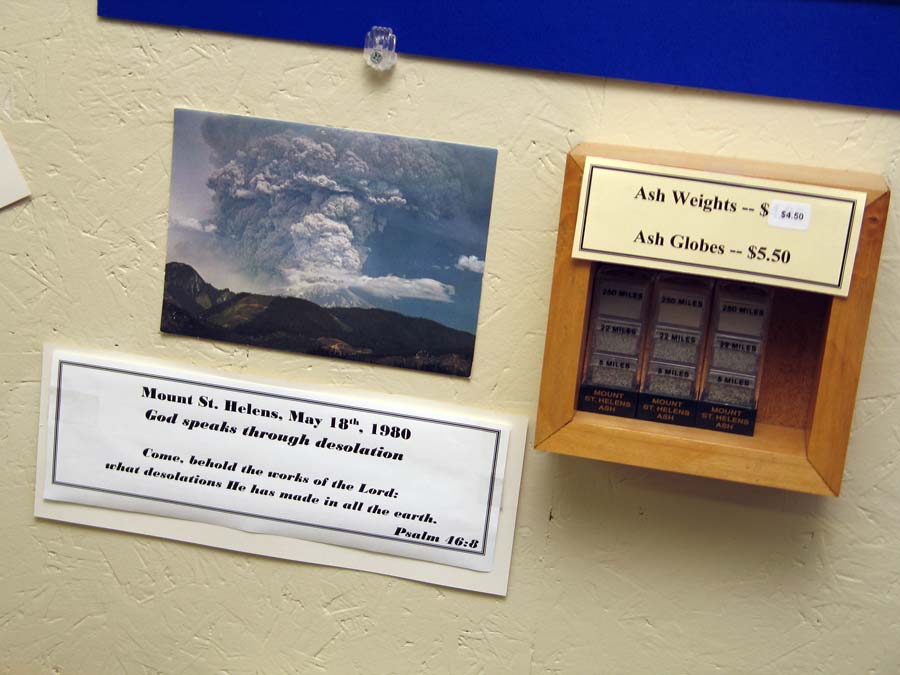 Mount St. Helens, May 18th, 1980
God speaks through desolation
Come, behold the works of the Lord;
what desolations He has made in all the earth.
Psalm 46:8
Ash Weights -- $ $4.50
Ash Globes -- $5.50
250 MILES
22 MILES
5 MILES
MOUNT
ST. HELENS
ASH
250 MILES
22 MILES
5 MILES
MOUNT
ST. HELENS
ASH
250 MILES
22 MILES
5 MILES
MOUNT
ST. HELENS
ASH